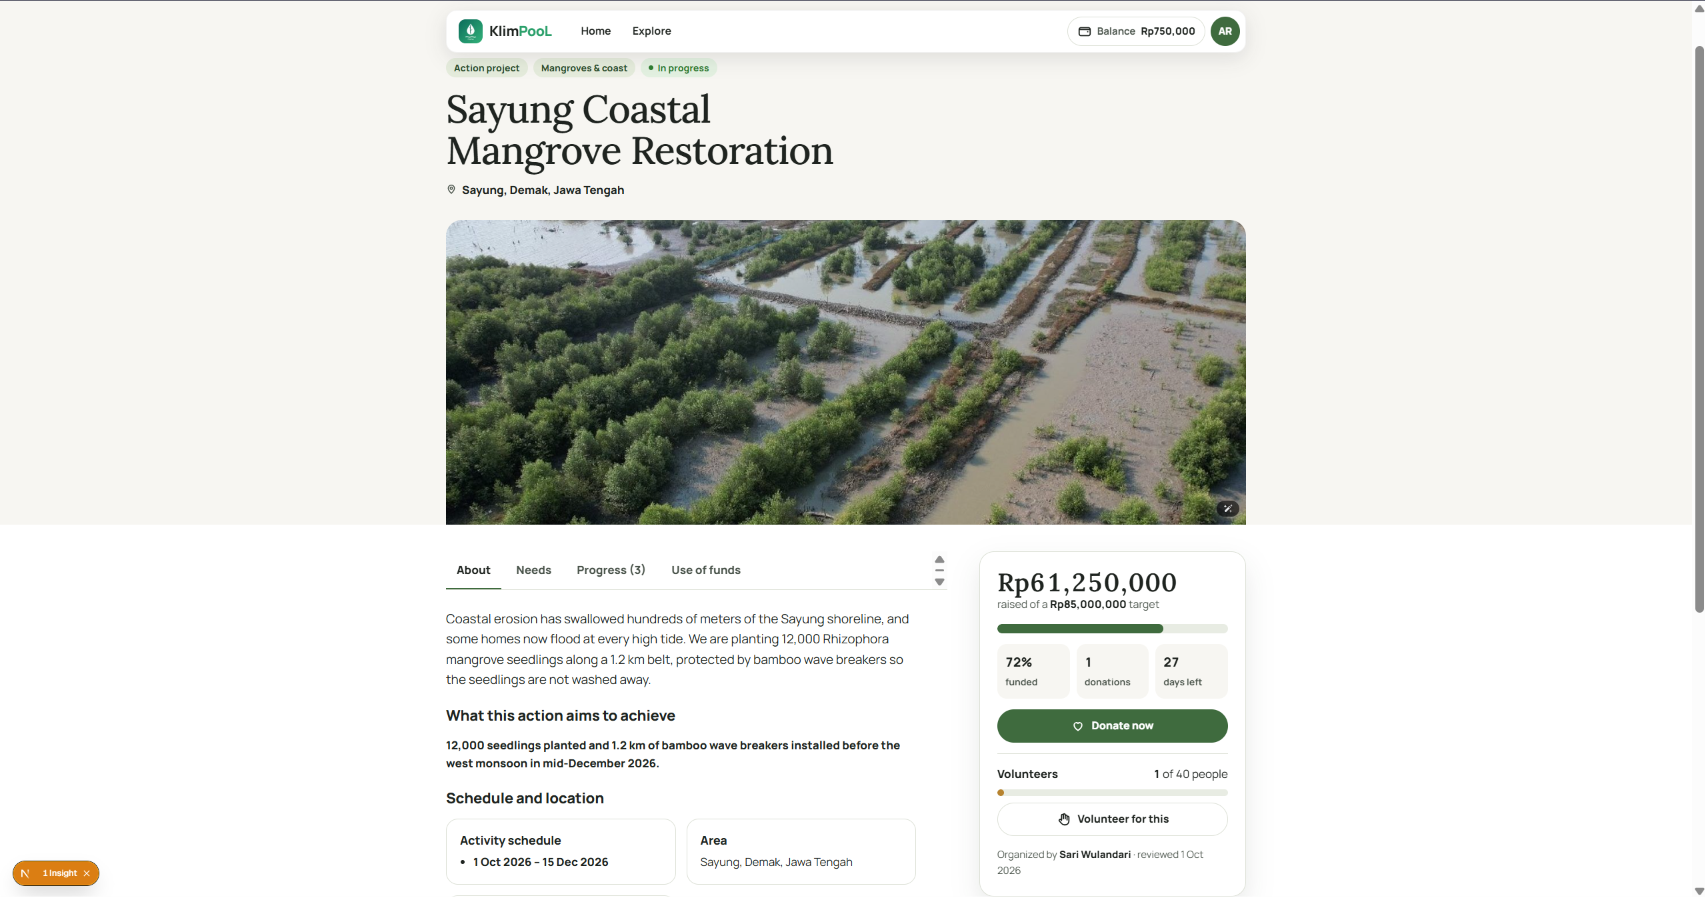 KlimPooL
Home
Explore
Balance Rp750,000
AR
Action project
Mangroves & coast
In progress
Sayung Coastal
Mangrove Restoration
Sayung, Demak, Jawa Tengah
About
Needs
Progress (3)
Use of funds
Coastal erosion has swallowed hundreds of meters of the Sayung shoreline, and
some homes now flood at every high tide. We are planting 12,000 Rhizophora
mangrove seedlings along a 1.2 km belt, protected by bamboo wave breakers so
the seedlings are not washed away.
What this action aims to achieve
12,000 seedlings planted and 1.2 km of bamboo wave breakers installed before the
west monsoon in mid-December 2026.
Schedule and location
Activity schedule
• 1 Oct 2026 – 15 Dec 2026
Area
Sayung, Demak, Jawa Tengah
Rp61,250,000
raised of a Rp85,000,000 target
72%
funded
1
donations
27
days left
Donate now
Volunteers
1 of 40 people
Volunteer for this
Organized by Sari Wulandari · reviewed 1 Oct
2026
N
1 Insight